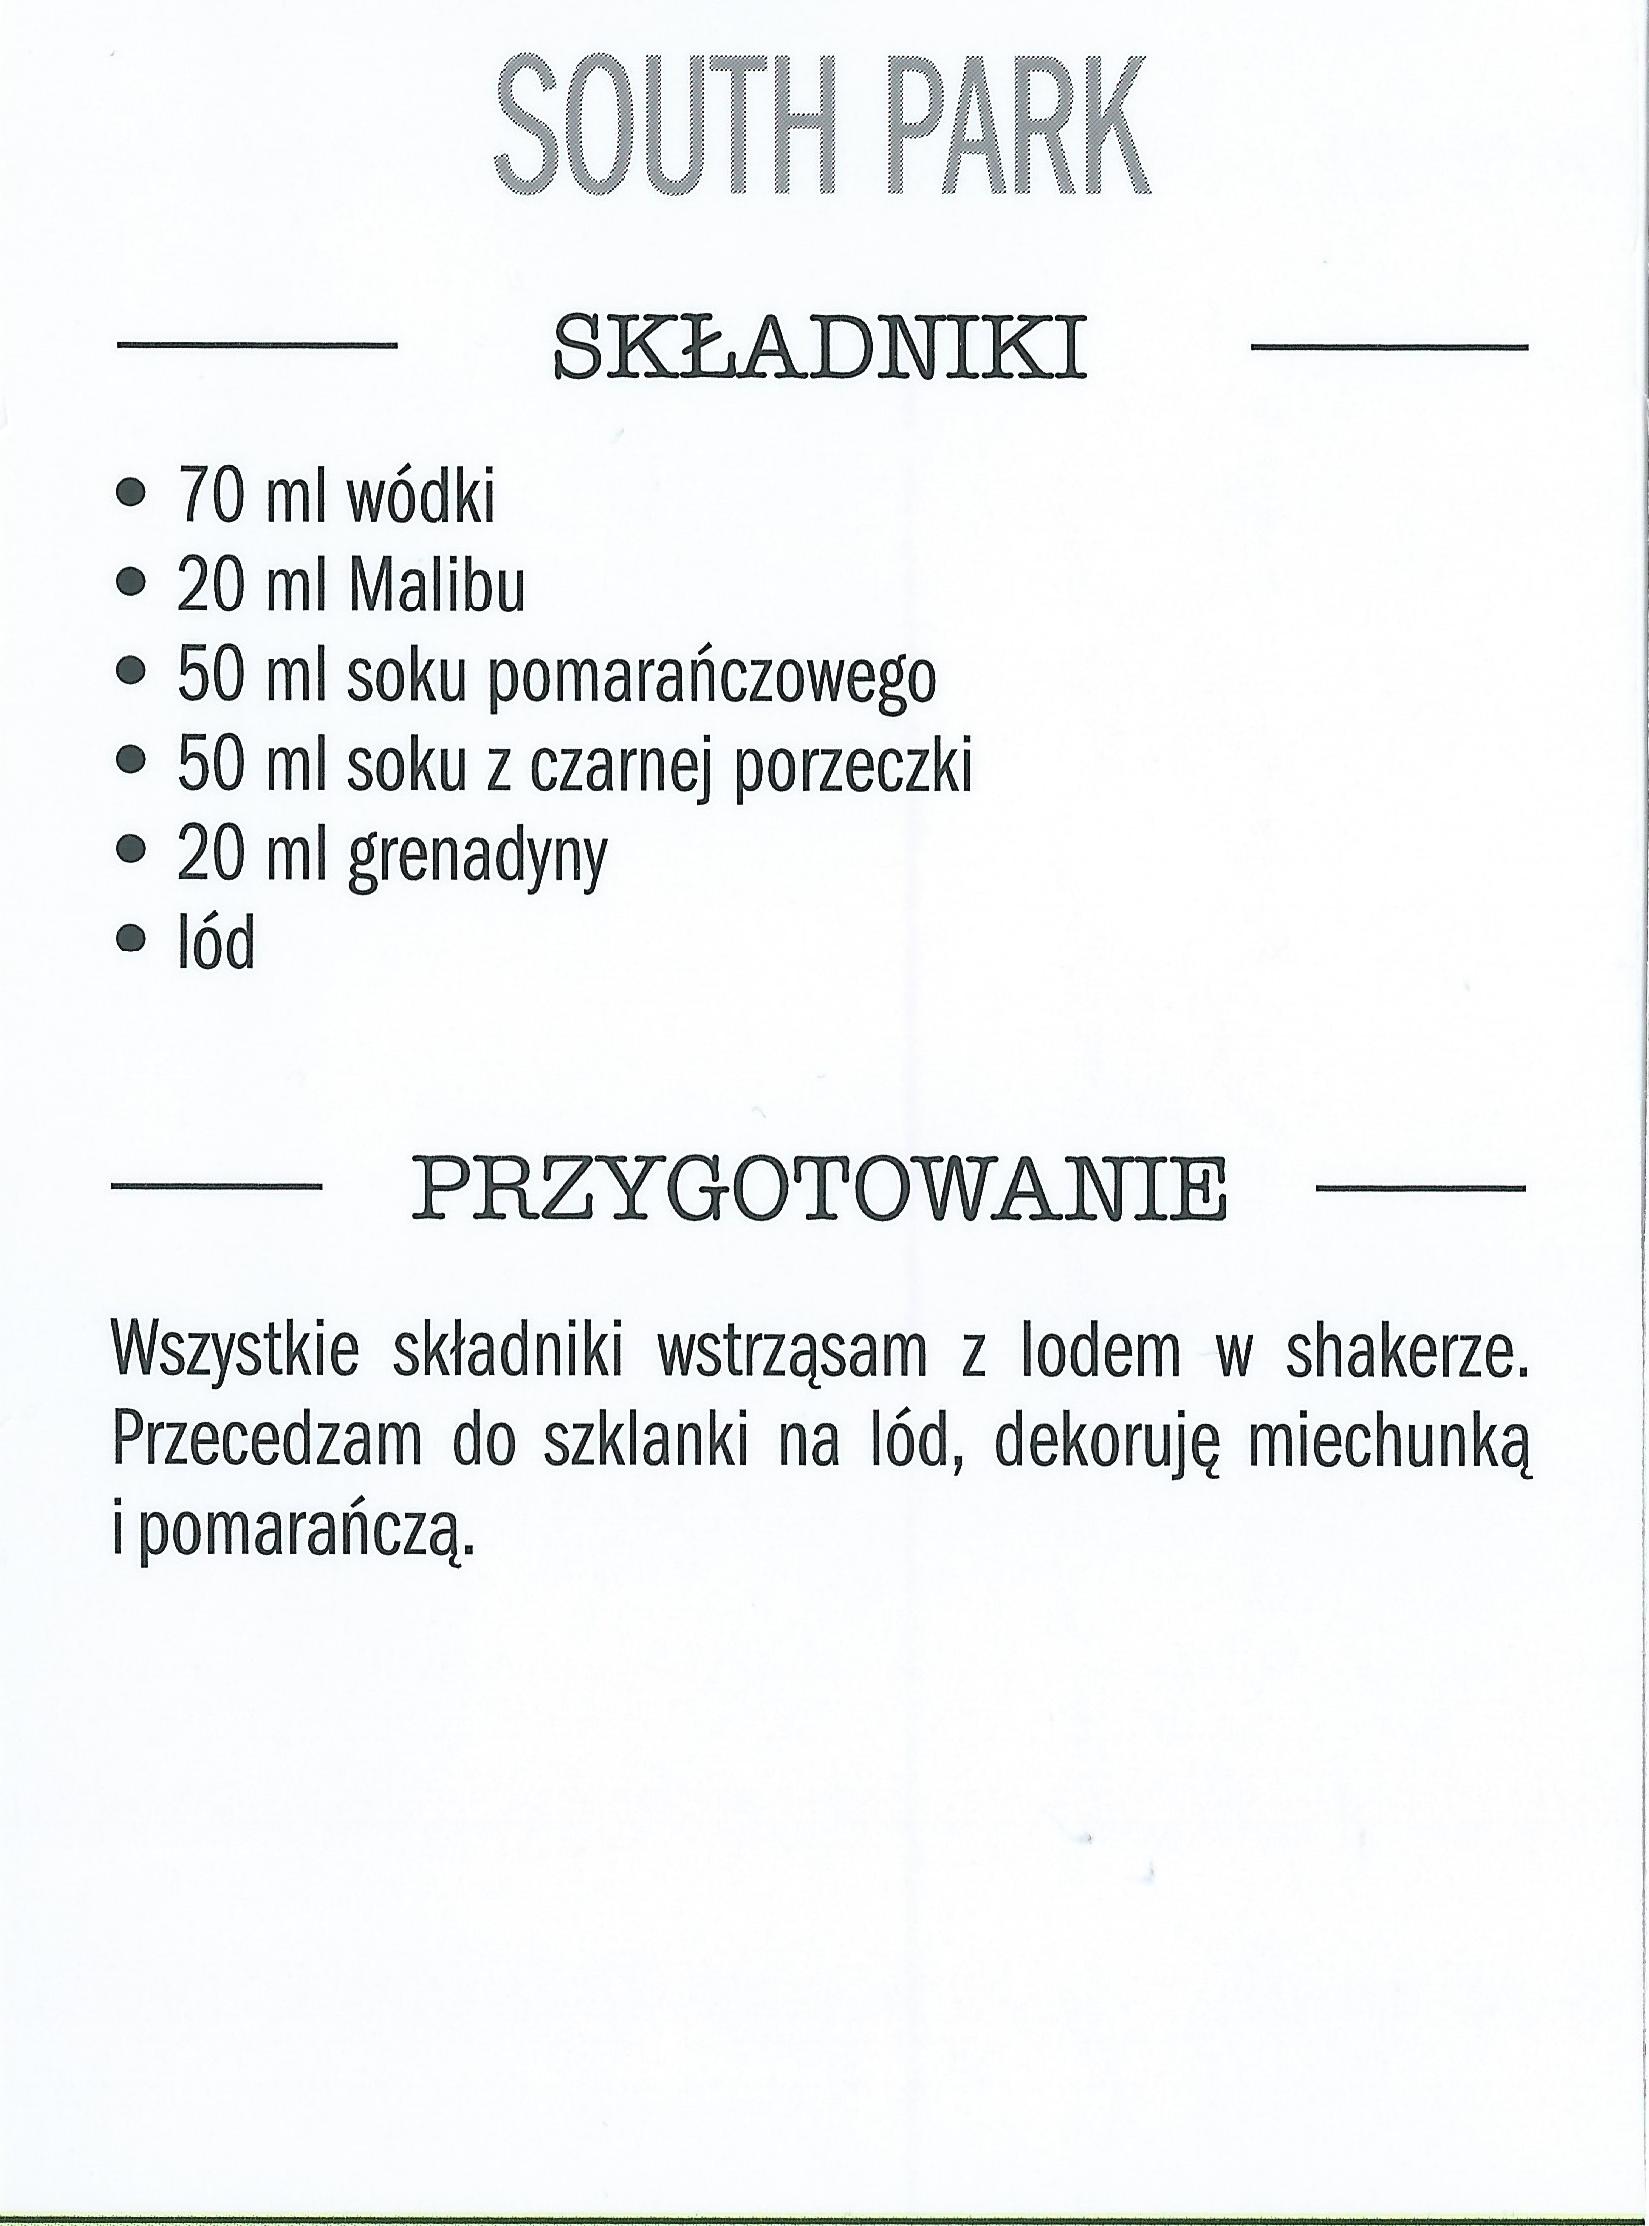 SOUTH PARK
SKŁADNIKI
• 70 ml wódki
• 20 ml Malibu
• 50 ml soku pomarańczowego
• 50 ml soku z czarnej porzeczki
• 20 ml grenadyny
• lód
PRZYGOTOWANIE
Wszystkie składniki wstrząsam z lodem w shakerze.
Przecedzam do szklanki na lód, dekoruję miechunką
i pomarańczą.